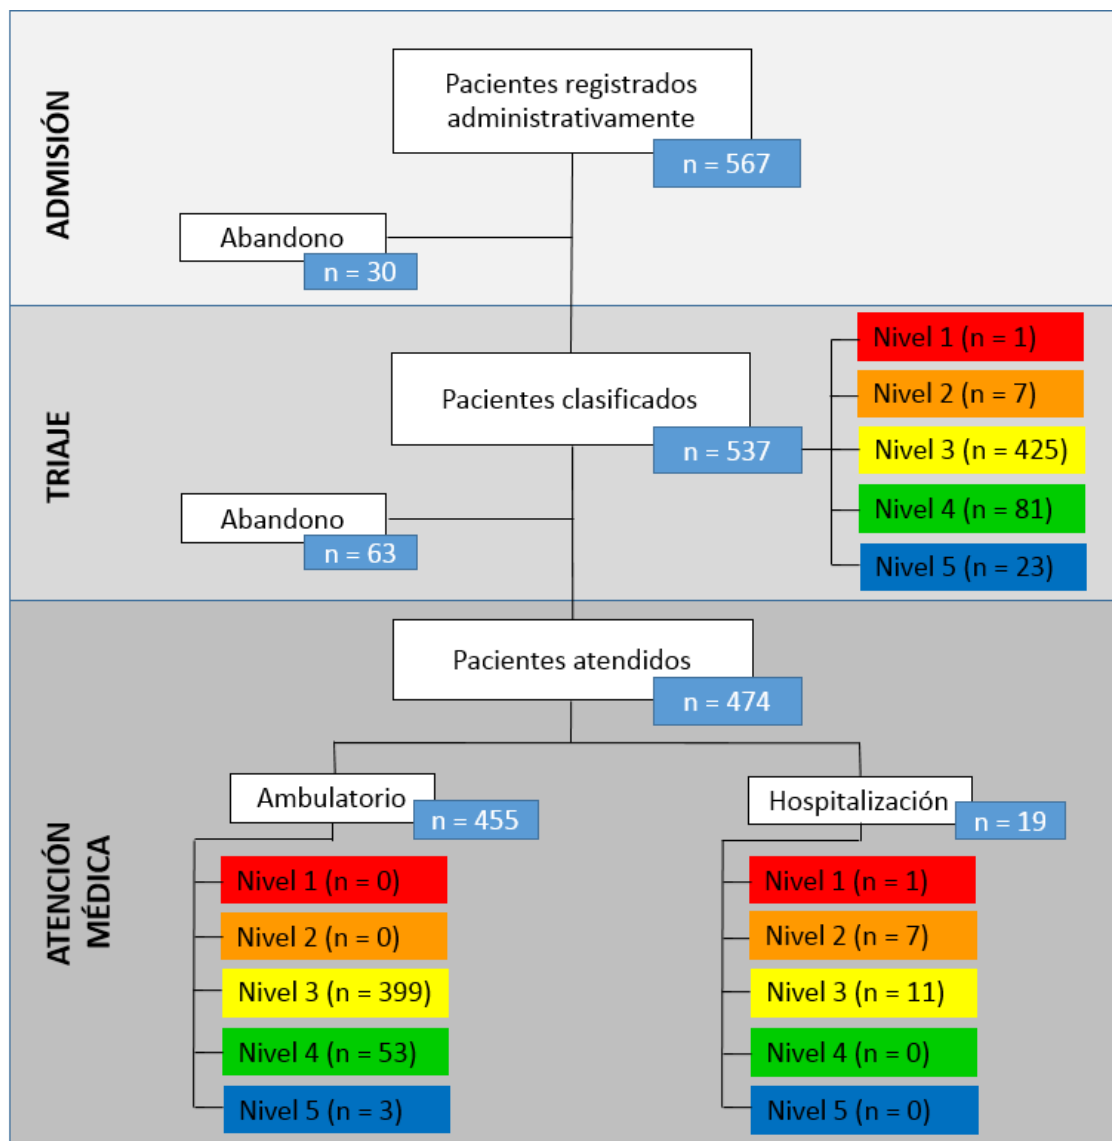 ADMISIÓN
Pacientes registrados
administrativamente
n = 567
Abandono
n = 30
TRIAJE
Pacientes clasificados
n = 537
Nivel 1 (n = 1)
Nivel 2 (n = 7)
Nivel 3 (n = 425)
Nivel 4 (n = 81)
Nivel 5 (n = 23)
Abandono
n = 63
ATENCIÓN
MÉDICA
Pacientes atendidos
n = 474
Ambulatorio
n = 455
Nivel 1 (n = 0)
Nivel 2 (n = 0)
Nivel 3 (n = 399)
Nivel 4 (n = 53)
Nivel 5 (n = 3)
Hospitalización
n = 19
Nivel 1 (n = 1)
Nivel 2 (n = 7)
Nivel 3 (n = 11)
Nivel 4 (n = 0)
Nivel 5 (n = 0)